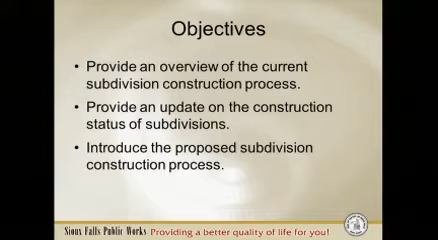 Objectives
• Provide an overview of the current
subdivision construction process.
• Provide an update on the construction
status of subdivisions.
• Introduce the proposed subdivision
construction process.
Sioux Falls Public Works Providing a better quality of life for you!